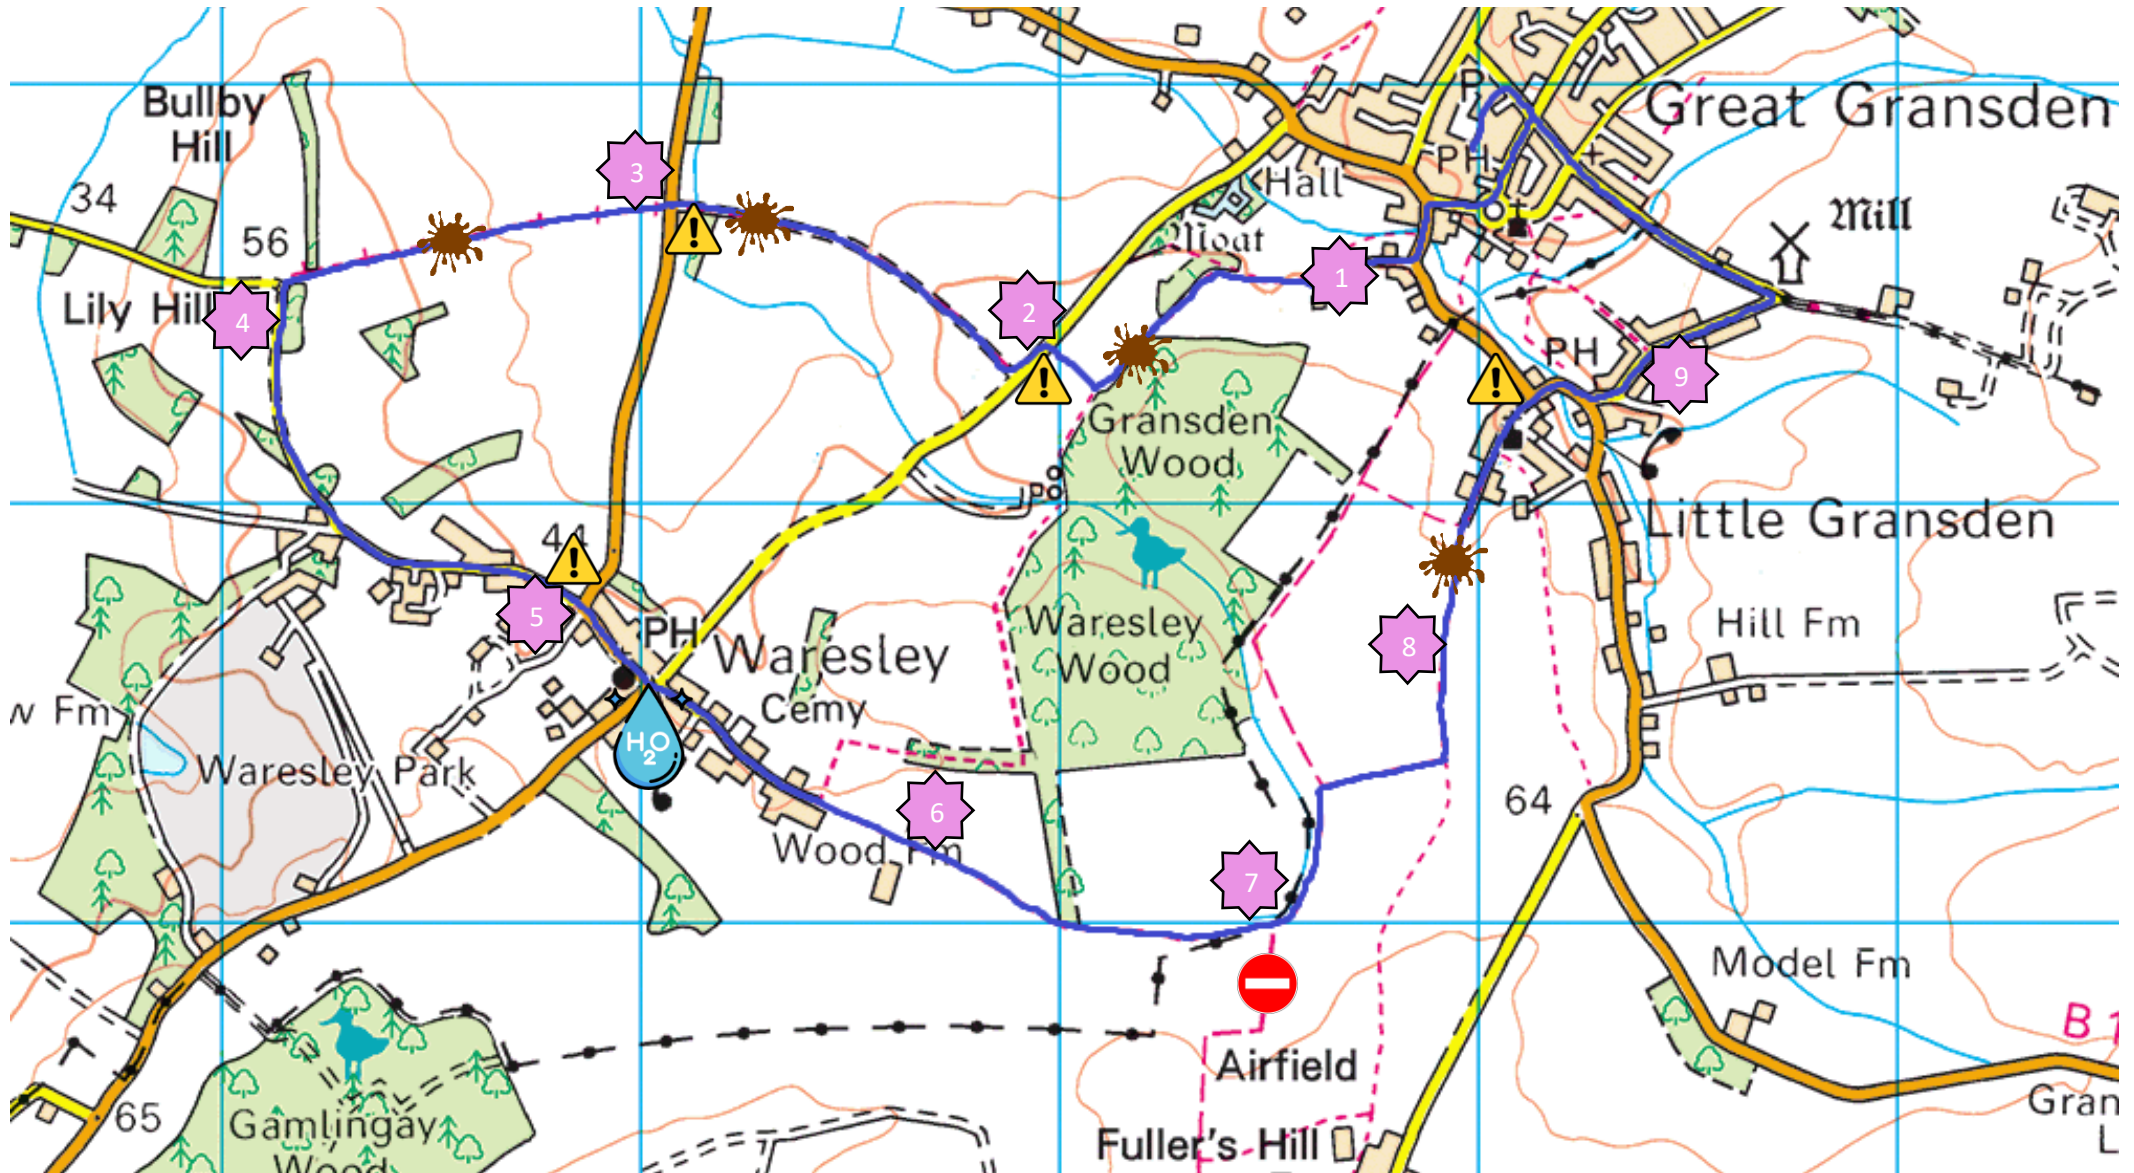 Bullby
Hill
34
56
Lily Hill
3
4
2
1
Moat
Hall
P
PH
Great Gransden
Mill
PH
9
Gransden
Wood
Little Gransden
44
5
PH
Waresley
Cemy
Waresley
Wood
8
Hill Fm
w Fm
Waresley Park
H2O
6
Wood Fm
7
64
Model Fm
B 1
Airfield
Fuller's Hill
65
Gamlingay
Wood
Gran
L